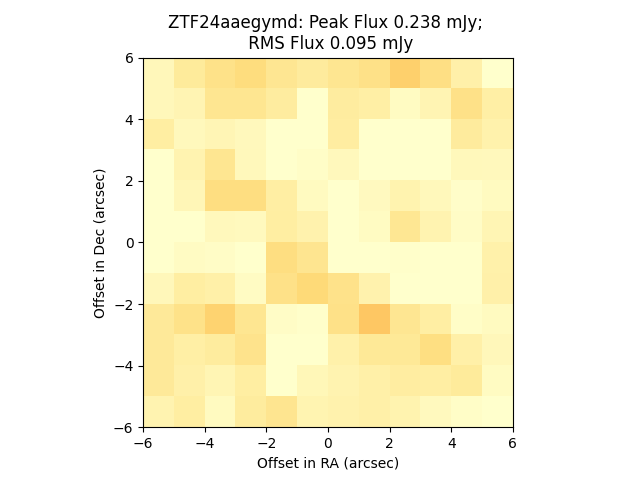 ZTF24aaegymd: Peak Flux 0.238 mJy;
RMS Flux 0.095 mJy
6
4
2
0
−2
−4
−6
Offset in Dec (arcsec)
−6 −4 −2 0 2 4 6
Offset in RA (arcsec)